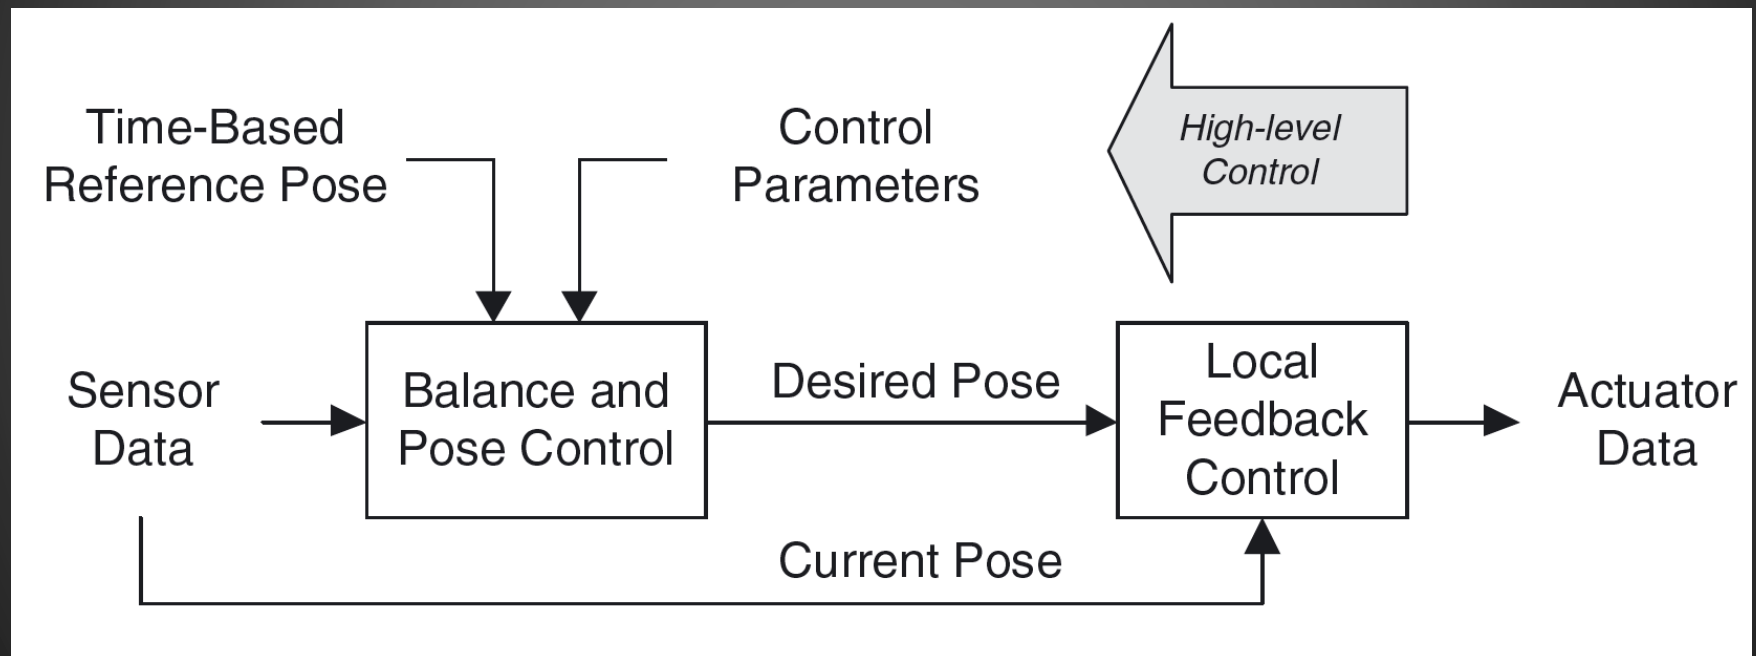 Time-Based
Reference Pose
Control
Parameters
High-level
Control
Sensor
Data
Balance and
Pose Control
Desired Pose
Local
Feedback
Control
Actuator
Data
Current Pose